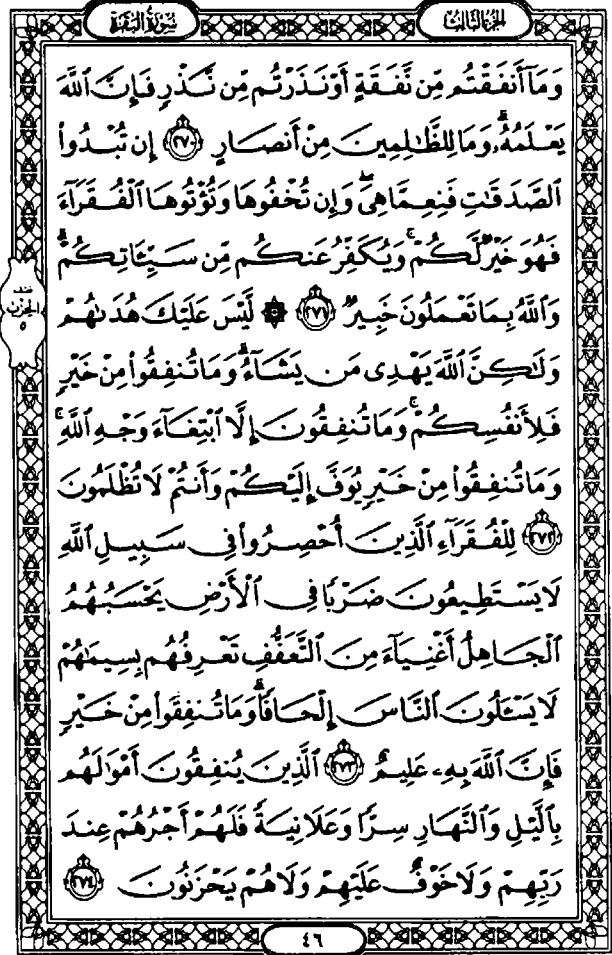 الجزء الثالث
سورة البقرة
وَمَآ أَنفَقْتُم مِّن نَّفَقَةٍ أَوْ نَذَرْتُم مِّن نَّذْرٍ فَإِنَّ ٱللَّهَ
يَعْلَمُهُۥ ۗ وَمَا لِلظَّـٰلِمِينَ مِنْ أَنصَارٍ ۝٢٧٠ إِن تُبْدُوا۟
ٱلصَّدَقَـٰتِ فَنِعِمَّا هِىَ ۖ وَإِن تُخْفُوهَا وَتُؤْتُوهَا ٱلْفُقَرَآءَ
فَهُوَ خَيْرٌ لَّكُمْ ۚ وَيُكَفِّرُ عَنكُم مِّن سَيِّـَٔاتِكُمْ ۗ
وَٱللَّهُ بِمَا تَعْمَلُونَ خَبِيرٌ ۝٢٧١ ۞ لَّيْسَ عَلَيْكَ هُدَىٰهُمْ
وَلَـٰكِنَّ ٱللَّهَ يَهْدِى مَن يَشَآءُ ۗ وَمَا تُنفِقُوا۟ مِنْ خَيْرٍ
فَلِأَنفُسِكُمْ ۚ وَمَا تُنفِقُونَ إِلَّا ٱبْتِغَآءَ وَجْهِ ٱللَّهِ ۚ
وَمَا تُنفِقُوا۟ مِنْ خَيْرٍ يُوَفَّ إِلَيْكُمْ وَأَنتُمْ لَا تُظْلَمُونَ
۝٢٧٢ لِلْفُقَرَآءِ ٱلَّذِينَ أُحْصِرُوا۟ فِى سَبِيلِ ٱللَّهِ
لَا يَسْتَطِيعُونَ ضَرْبًا فِى ٱلْأَرْضِ يَحْسَبُهُمُ
ٱلْجَاهِلُ أَغْنِيَآءَ مِنَ ٱلتَّعَفُّفِ تَعْرِفُهُم بِسِيمَـٰهُمْ
لَا يَسْـَٔلُونَ ٱلنَّاسَ إِلْحَافًا ۗ وَمَا تُنفِقُوا۟ مِنْ خَيْرٍ
فَإِنَّ ٱللَّهَ بِهِۦ عَلِيمٌ ۝٢٧٣ ٱلَّذِينَ يُنفِقُونَ أَمْوَٰلَهُم
بِٱلَّيْلِ وَٱلنَّهَارِ سِرًّا وَعَلَانِيَةً فَلَهُمْ أَجْرُهُمْ عِندَ
رَبِّهِمْ وَلَا خَوْفٌ عَلَيْهِمْ وَلَا هُمْ يَحْزَنُونَ ۝٢٧٤
الحزب
٥
٤٦